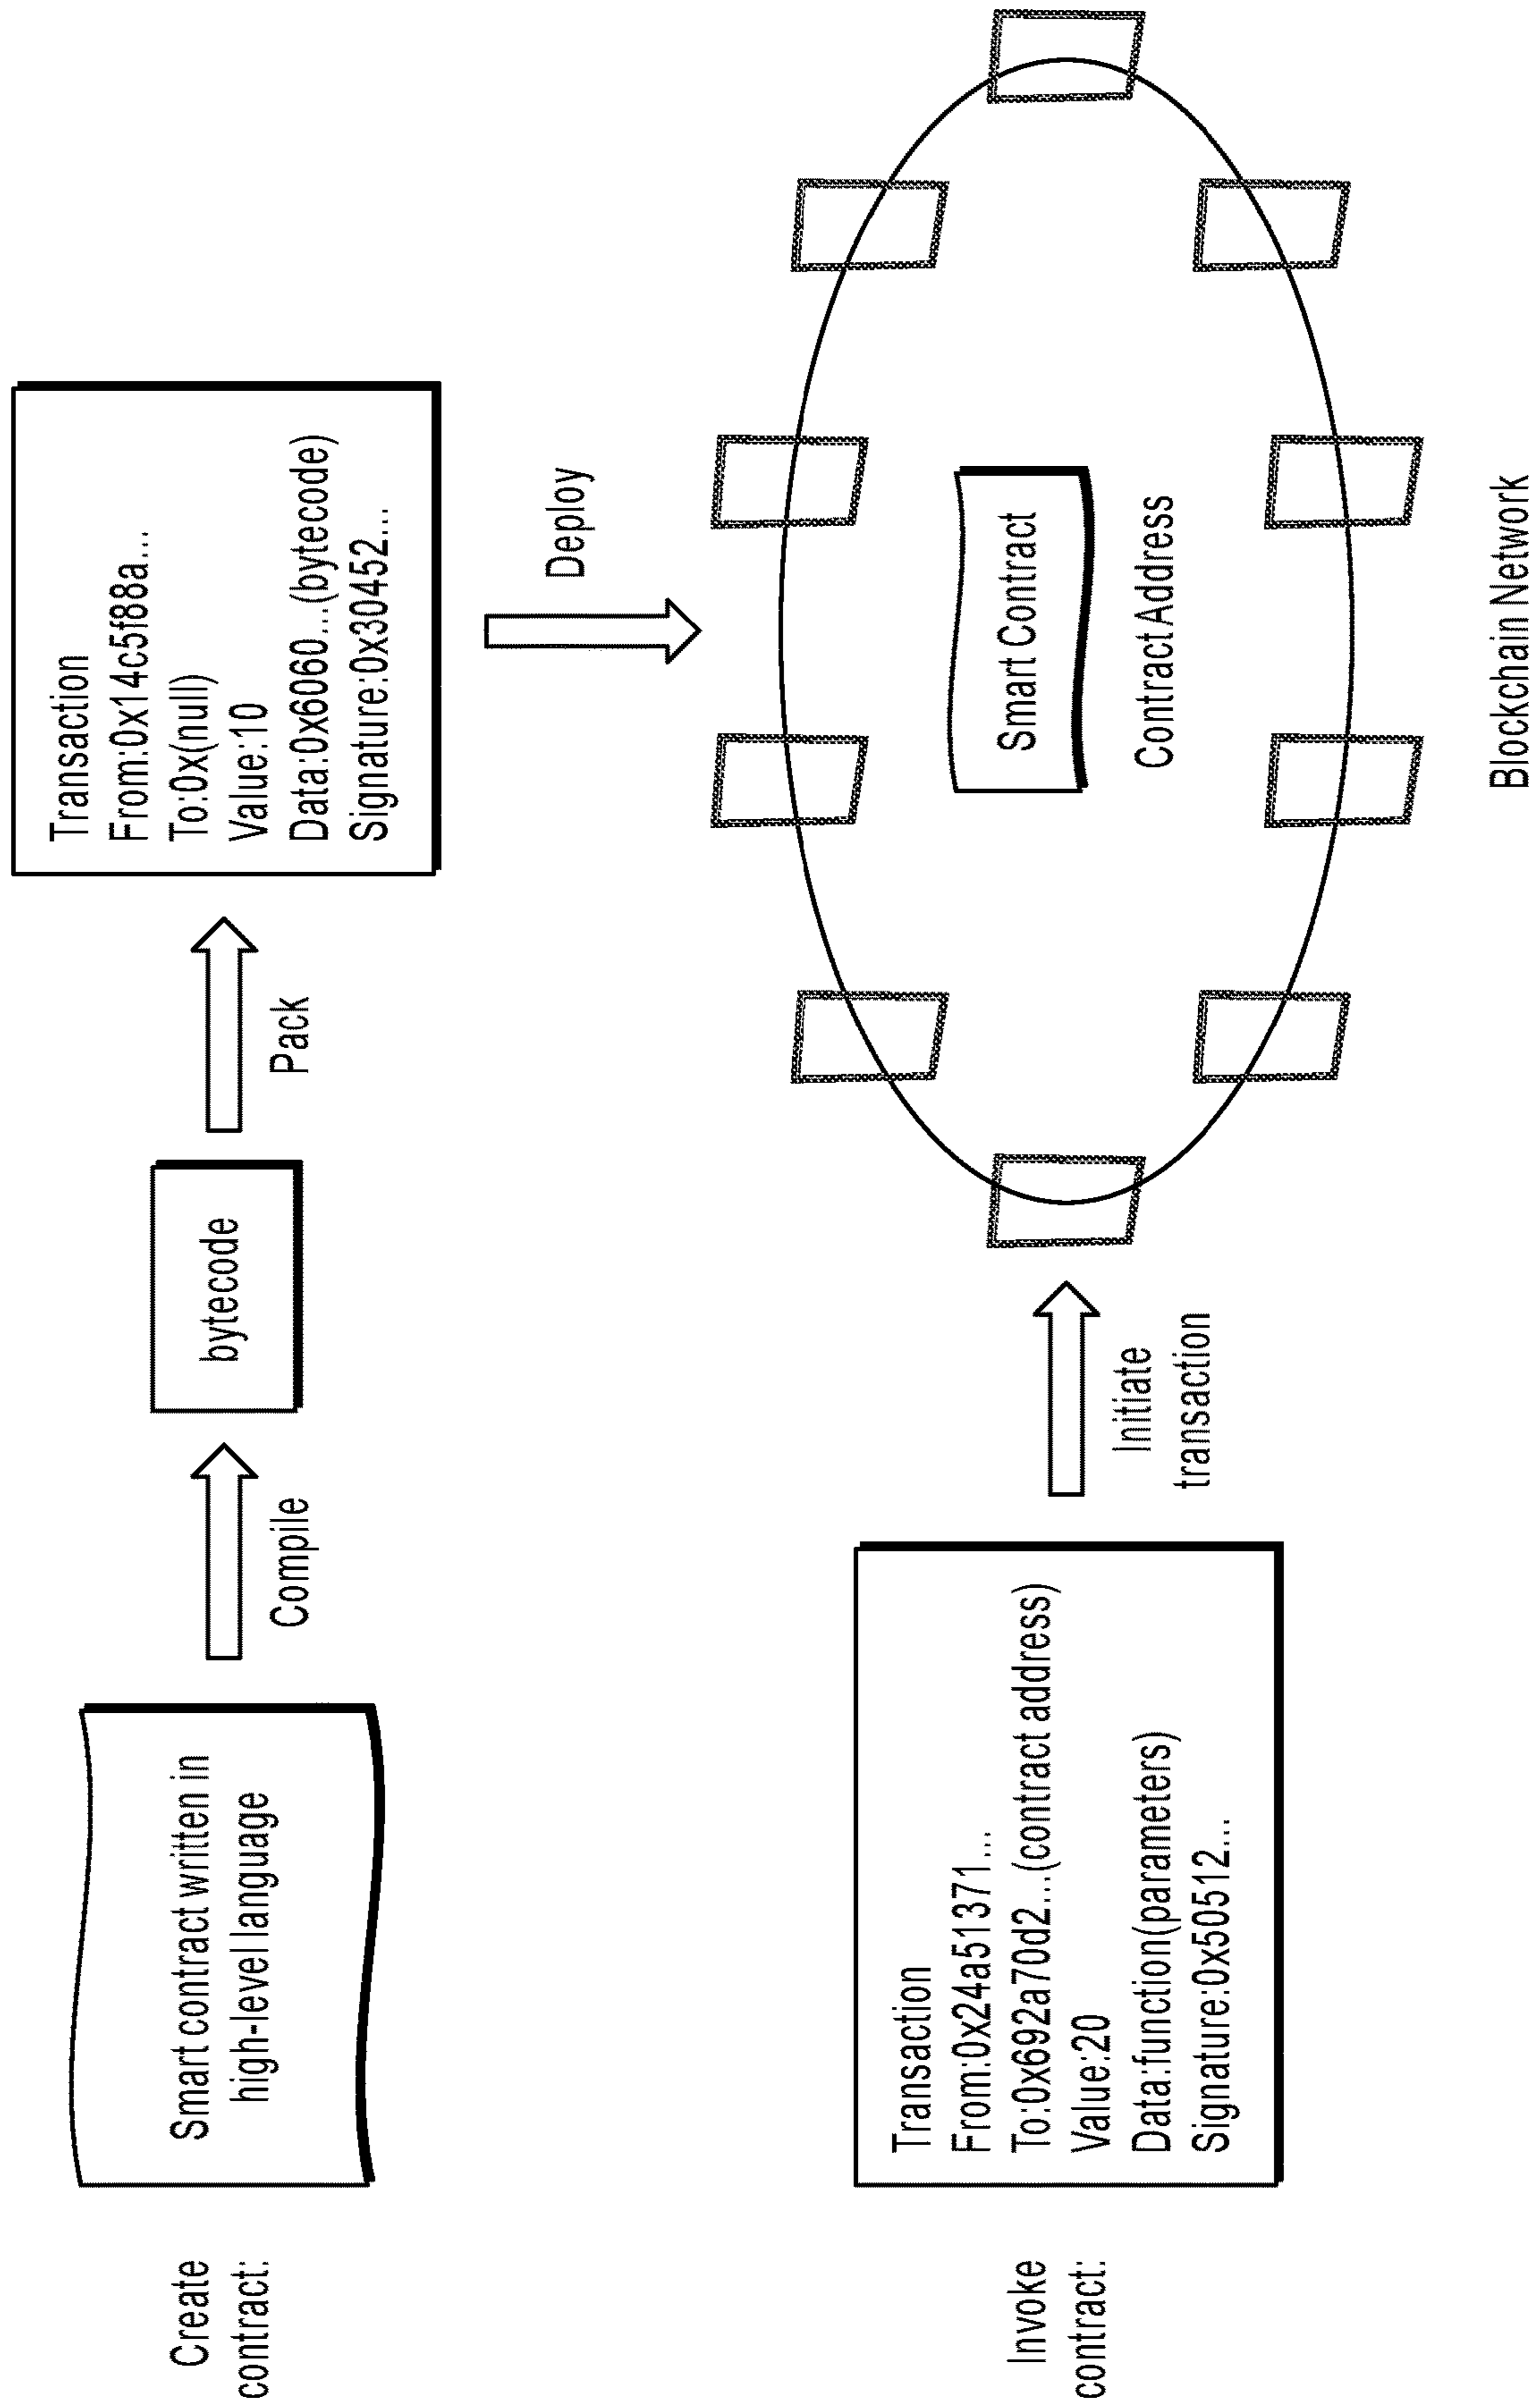 Create
contract:
Smart contract written in
high-level language
Compile
bytecode
Pack
Transaction
From:0x14c5f88a...
To:0x(null)
Value:10
Data:0x6060...(bytecode)
Signature:0x30452...
Deploy
Invoke
contract:
Transaction
From:0x24a51371...
To:0x692a70d2...(contract address)
Value:20
Data:function(parameters)
Signature:0x50512...
Initiate
transaction
Smart Contract
Contract Address
Blockchain Network